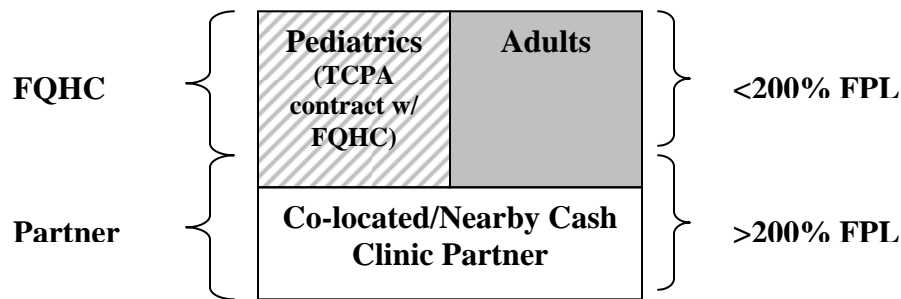 Pediatrics
(TCPA
contract w/
FQHC)
Adults
FQHC
<200% FPL
Co-located/Nearby Cash
Clinic Partner
Partner
>200% FPL